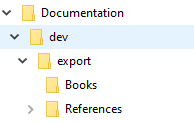 Documentation
dev
export
Books
References